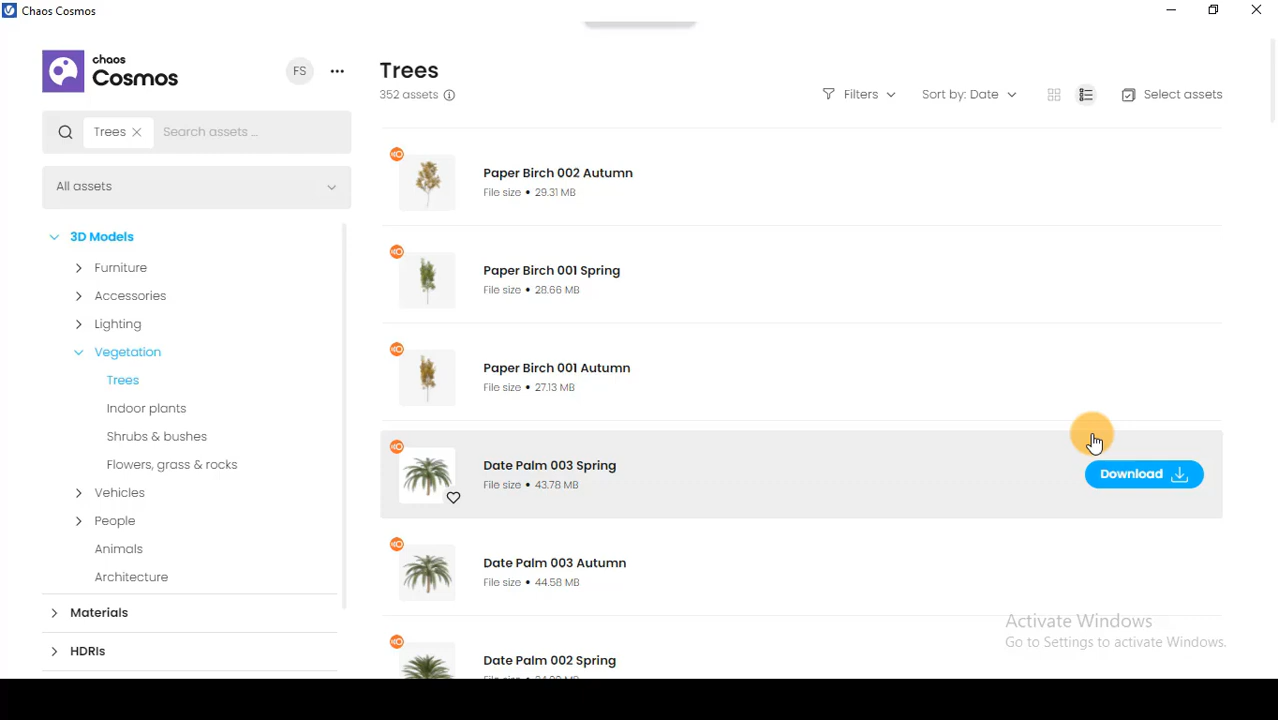 Chaos Cosmos
chaos
Cosmos
FS
Trees
352 assets
Filters
Sort by: Date
Select assets
Trees
Search assets ...
All assets
3D Models
Furniture
Accessories
Lighting
Vegetation
Trees
Indoor plants
Shrubs & bushes
Flowers, grass & rocks
Vehicles
People
Animals
Architecture
Materials
HDRIs
Paper Birch 002 Autumn
File size • 29.31 MB
Paper Birch 001 Spring
File size • 28.66 MB
Paper Birch 001 Autumn
File size • 27.13 MB
Date Palm 003 Spring
File size • 43.78 MB
Download
Date Palm 003 Autumn
File size • 44.58 MB
Date Palm 002 Spring
Activate Windows
Go to Settings to activate Windows.